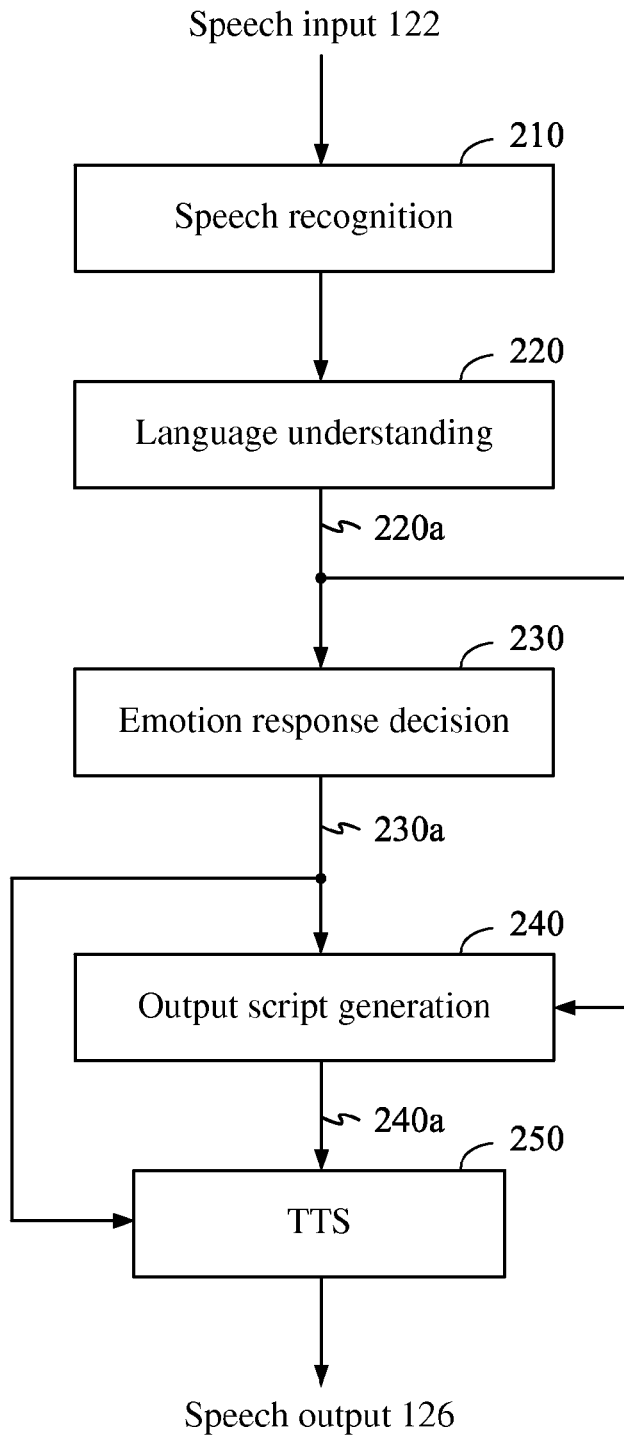 Speech input 122
210
Speech recognition
220
Language understanding
220a
230
Emotion response decision
230a
240
Output script generation
240a
250
TTS
Speech output 126